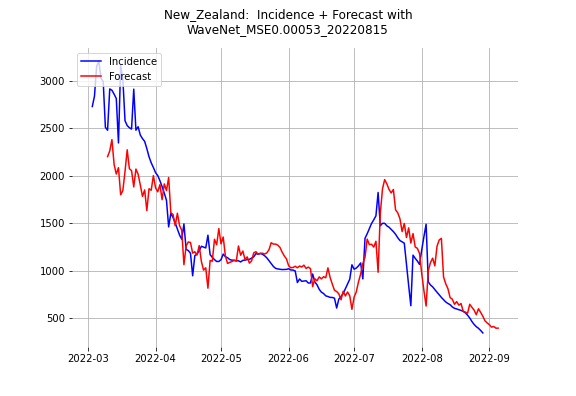 New_Zealand:  Incidence + Forecast with
WaveNet_MSE0.00053_20220815
Incidence
Forecast
3000
2500
2000
1500
1000
500
2022-03 2022-04 2022-05 2022-06 2022-07 2022-08 2022-09